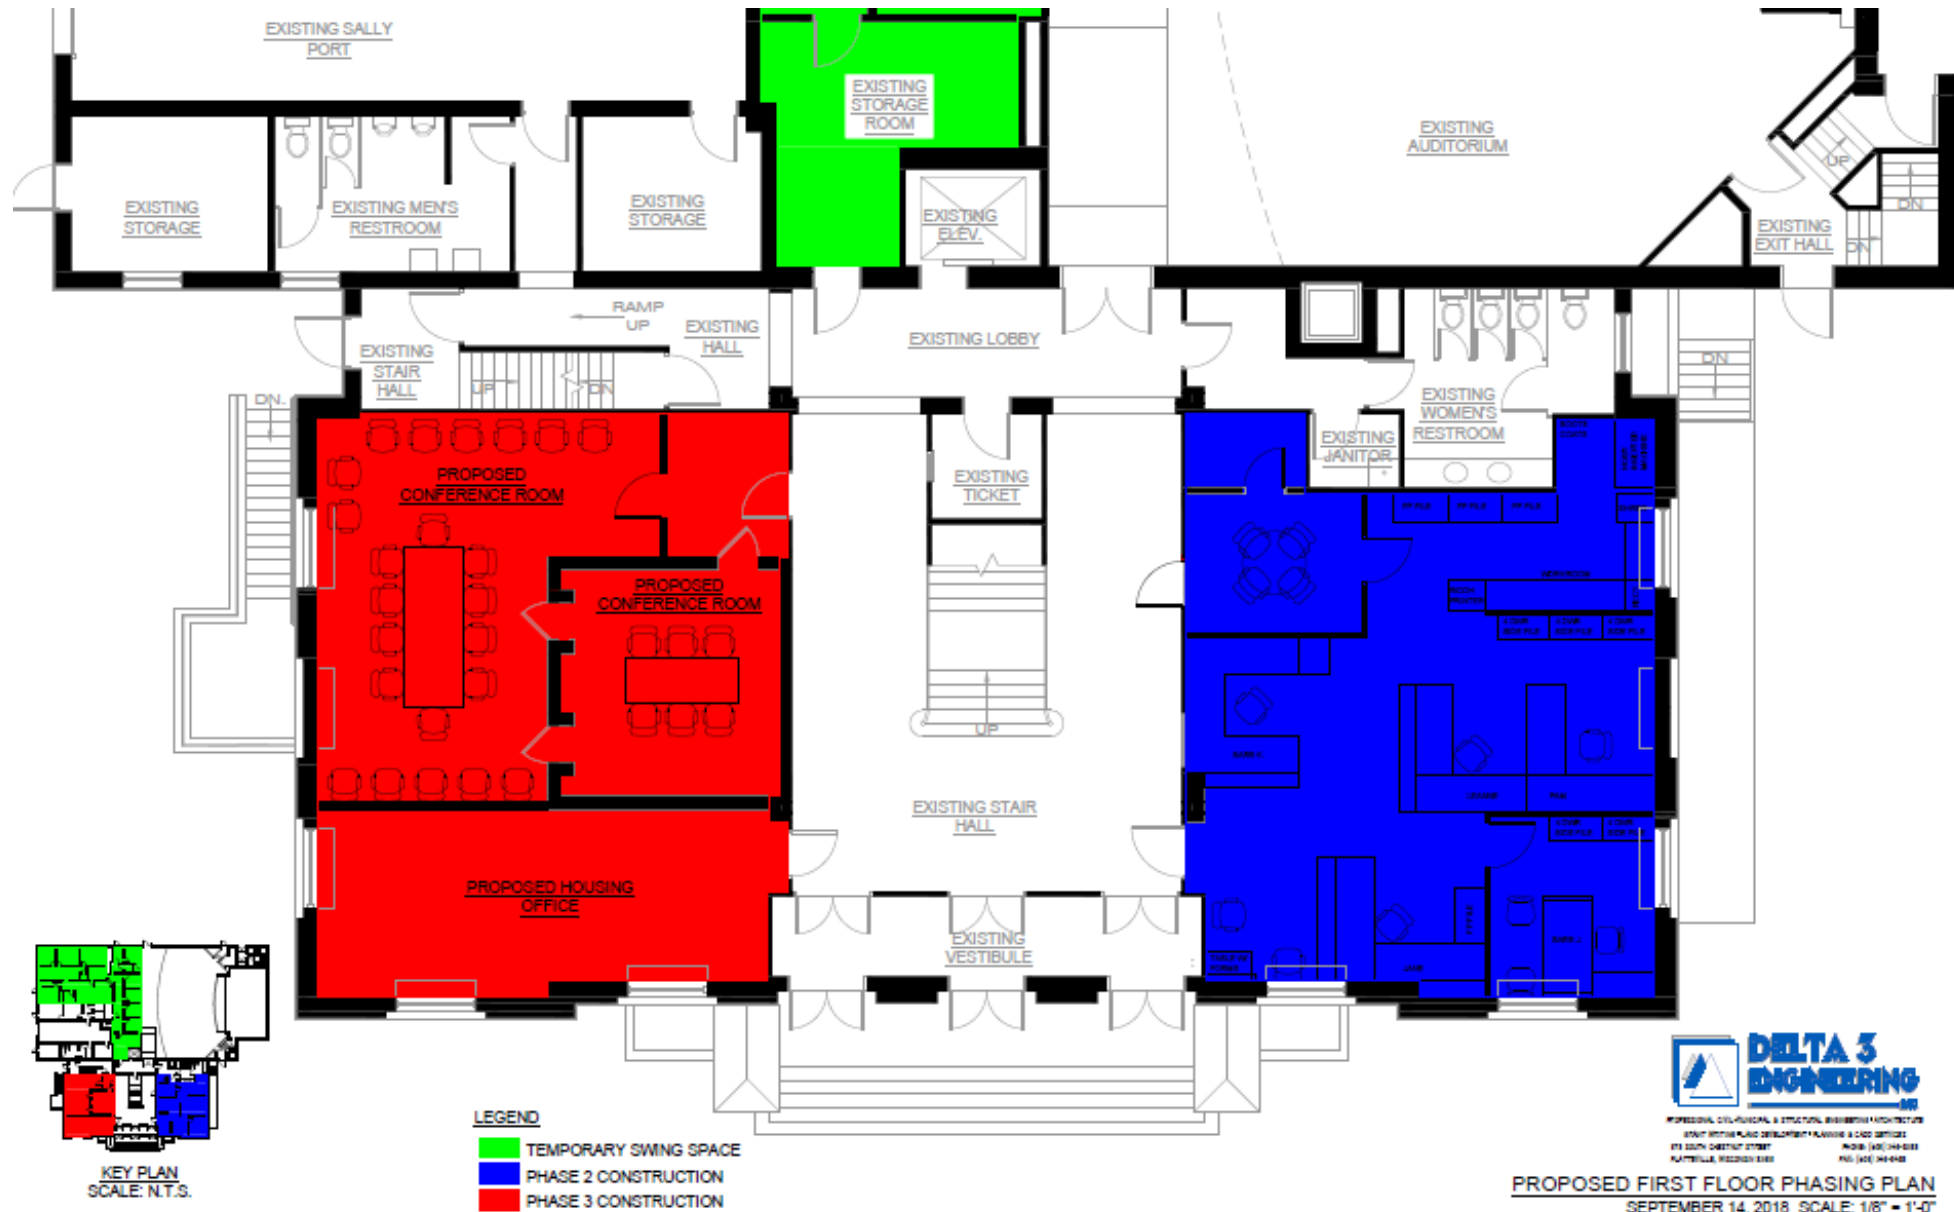 EXISTING SALLY
PORT
EXISTING
STORAGE
ROOM
EXISTING
AUDITORIUM
UP
EXISTING
STORAGE
EXISTING MEN'S
RESTROOM
EXISTING
STORAGE
EXISTING
ELEV.
DN
EXISTING
EXIT HALL
DN
RAMP
UP
EXISTING
HALL
EXISTING LOBBY
EXISTING
STAIR
HALL
UP
DN
DN
DN.
EXISTING
WOMEN'S
RESTROOM
EXISTING
JANITOR
PROPOSED
CONFERENCE ROOM
EXISTING
TICKET
PROPOSED
CONFERENCE ROOM
UP
EXISTING STAIR
HALL
PROPOSED HOUSING
OFFICE
EXISTING
VESTIBULE
KEY PLAN
SCALE: N.T.S.
LEGEND
TEMPORARY SWING SPACE
PHASE 2 CONSTRUCTION
PHASE 3 CONSTRUCTION
DELTA 3
ENGINEERING
PROPOSED FIRST FLOOR PHASING PLAN
SEPTEMBER 14, 2018 SCALE: 1/8" = 1'-0"